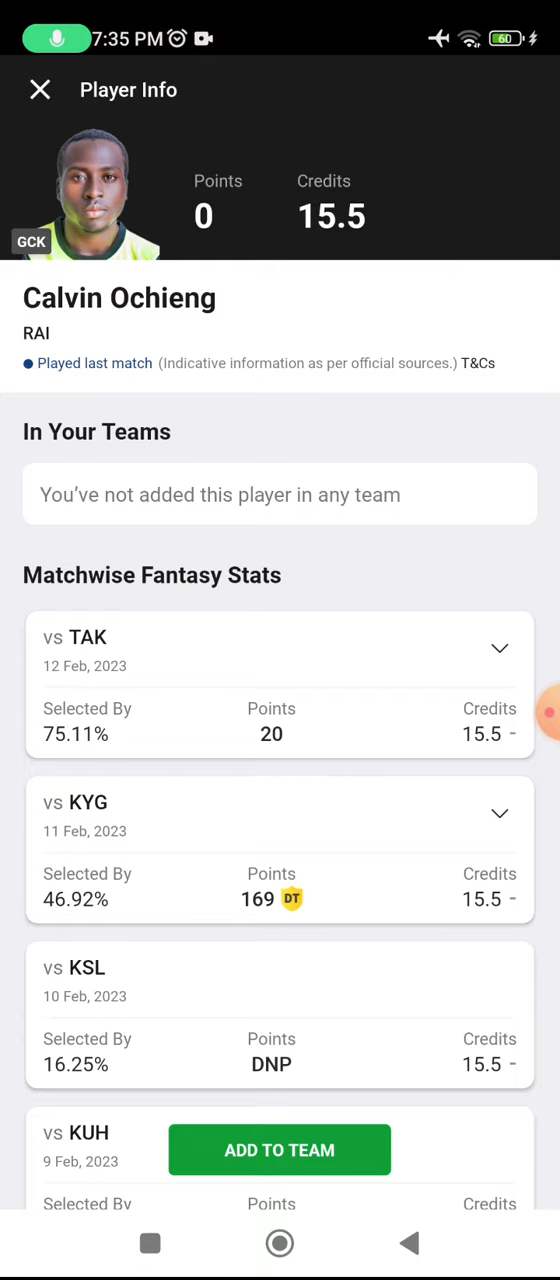 7:35 PM
60
Player Info
Points
Credits
0
15.5
GCK
Calvin Ochieng
RAI
Played last match (Indicative information as per official sources.) T&Cs
In Your Teams
You’ve not added this player in any team
Matchwise Fantasy Stats
vs TAK
12 Feb, 2023
Selected By Points Credits
75.11% 20 15.5 -
vs KYG
11 Feb, 2023
Selected By Points Credits
46.92% 169 DT 15.5 -
vs KSL
10 Feb, 2023
Selected By Points Credits
16.25% DNP 15.5 -
vs KUH
9 Feb, 2023
ADD TO TEAM
Selected By Points Credits